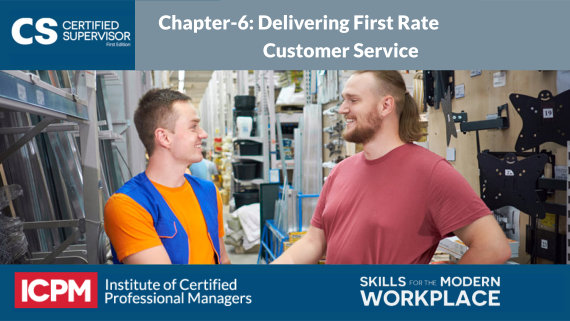 CS CERTIFIED
SUPERVISOR
First Edition
Chapter-6: Delivering First Rate
Customer Service
19
ICPM Institute of Certified
Professional Managers
SKILLS FOR THE MODERN
WORKPLACE